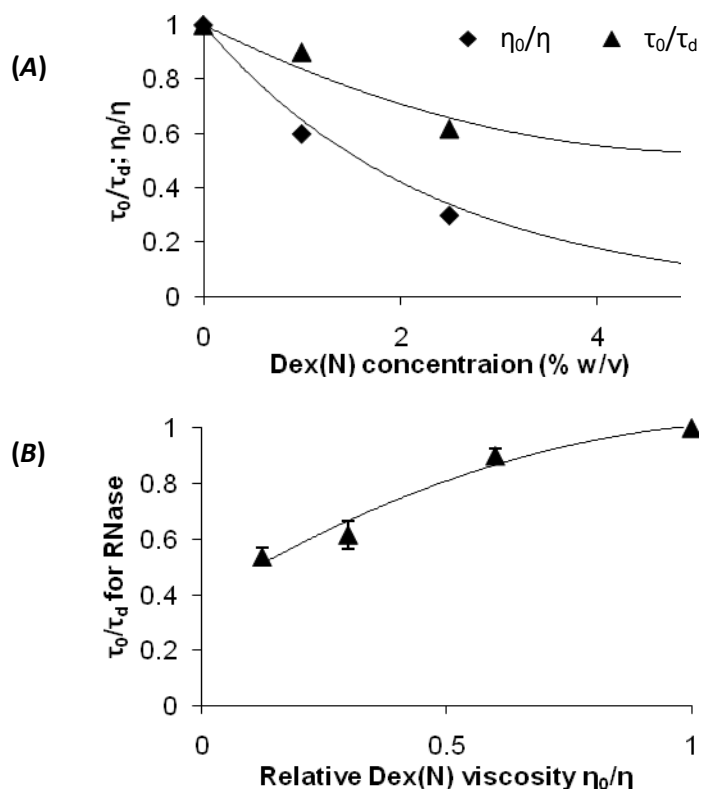 (A)
η₀/η τ₀/τd
τ₀/τd; η₀/η
1
0.8
0.6
0.4
0.2
0
0 2 4
Dex(N) concentraion (% w/v)
(B)
τ₀/τd for RNase
1
0.8
0.6
0.4
0.2
0
0 0.5 1
Relative Dex(N) viscosity η₀/η